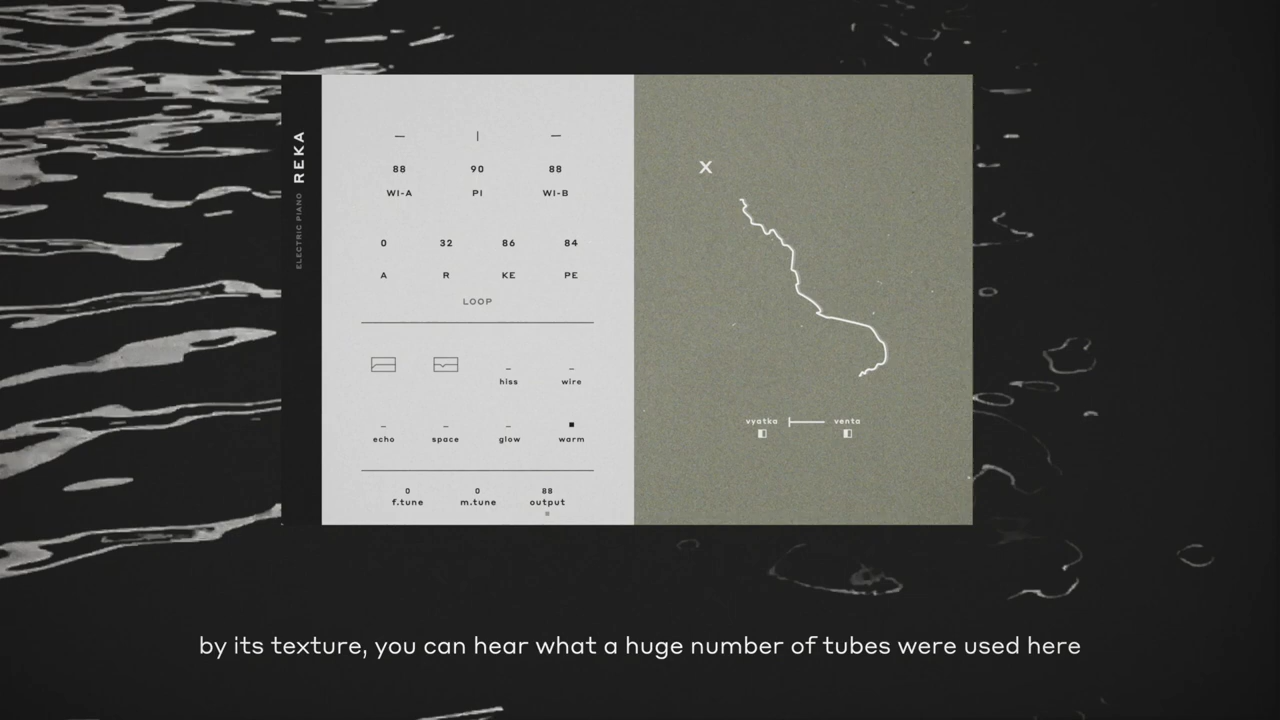 REKA
ELECTRIC PIANO
88 90 88
WI-A PI WI-B
0 32 86 84
A R KE PE
LOOP
hiss wire
echo space glow warm
0 0 88
f.tune m.tune output
X
vyatka venta
by its texture, you can hear what a huge number of tubes were used here